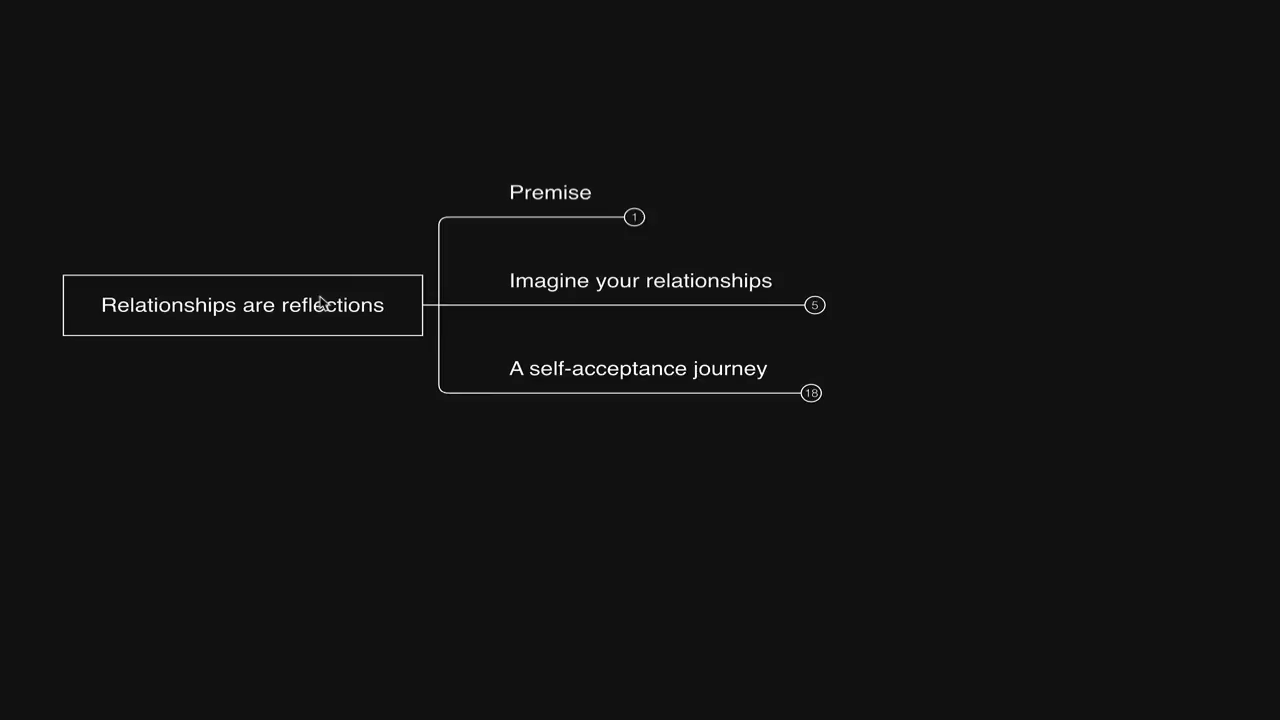 Premise
1
Imagine your relationships
5
Relationships are reflections
A self-acceptance journey
18